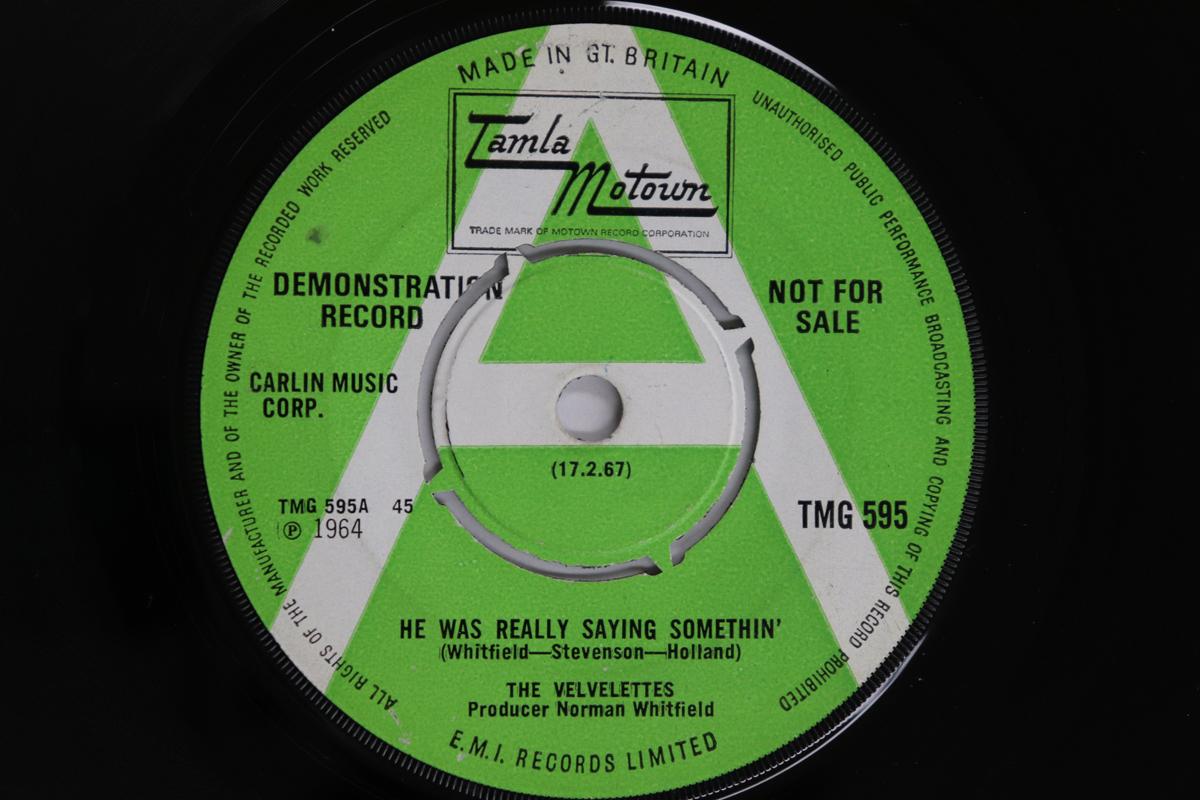 MADE IN GT. BRITAIN
Tamla
Motown
TRADE MARK OF MOTOWN RECORD CORPORATION
ALL RIGHTS OF THE MANUFACTURER AND OF THE OWNER OF THE RECORDED WORK RESERVED
UNAUTHORISED PUBLIC PERFORMANCE BROADCASTING AND COPYING OF THIS RECORD PROHIBITED
A
DEMONSTRATION
RECORD
NOT FOR
SALE
CARLIN MUSIC
CORP.
(17.2.67)
TMG 595A 45
℗ 1964
TMG 595
HE WAS REALLY SAYING SOMETHIN'
(Whitfield—Stevenson—Holland)
THE VELVELETTES
Producer Norman Whitfield
E.M.I. RECORDS LIMITED